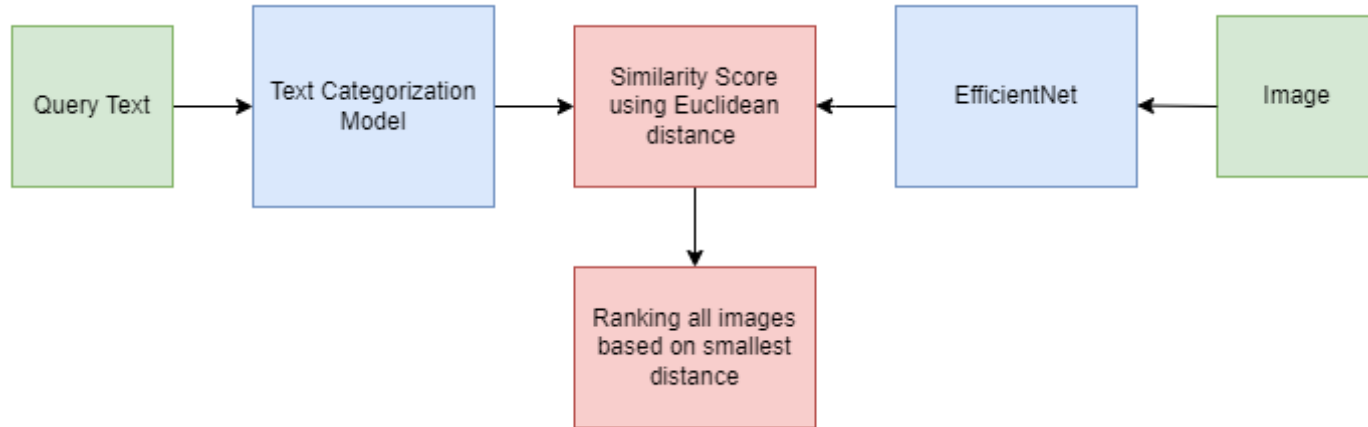 Query Text
Text Categorization
Model
Similarity Score
using Euclidean
distance
EfficientNet
Image
Ranking all images
based on smallest
distance